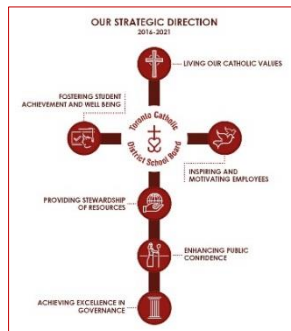 OUR STRATEGIC DIRECTION
2016-2021
LIVING OUR CATHOLIC VALUES
FOSTERING STUDENT
ACHIEVEMENT AND WELL BEING
Toronto Catholic
District School Board
INSPIRING AND
MOTIVATING EMPLOYEES
PROVIDING STEWARDSHIP
OF RESOURCES
ENHANCING PUBLIC
CONFIDENCE
ACHIEVING EXCELLENCE IN
GOVERNANCE